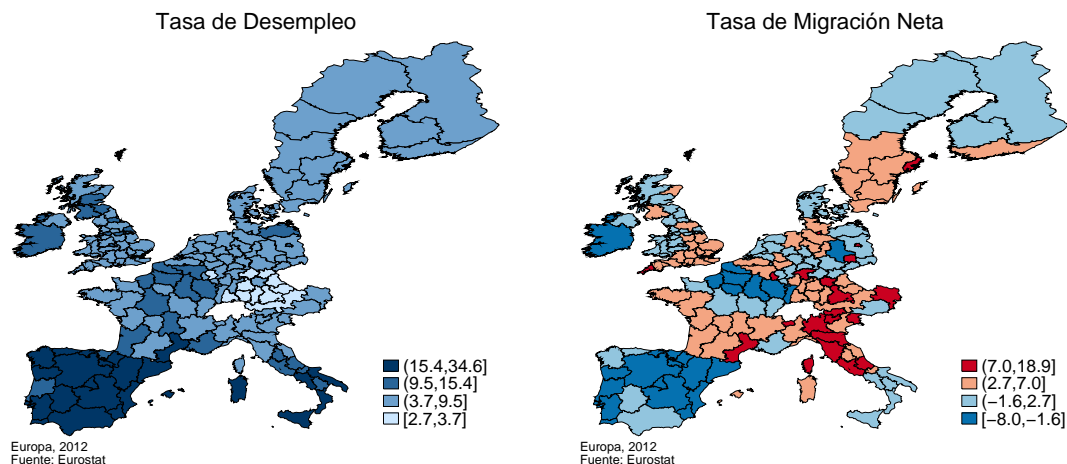 Tasa de Desempleo
(15.4,34.6]
(9.5,15.4]
(3.7,9.5]
[2.7,3.7]
Europa, 2012
Fuente: Eurostat
Tasa de Migración Neta
(7.0,18.9]
(2.7,7.0]
(−1.6,2.7]
[−8.0,−1.6]
Europa, 2012
Fuente: Eurostat